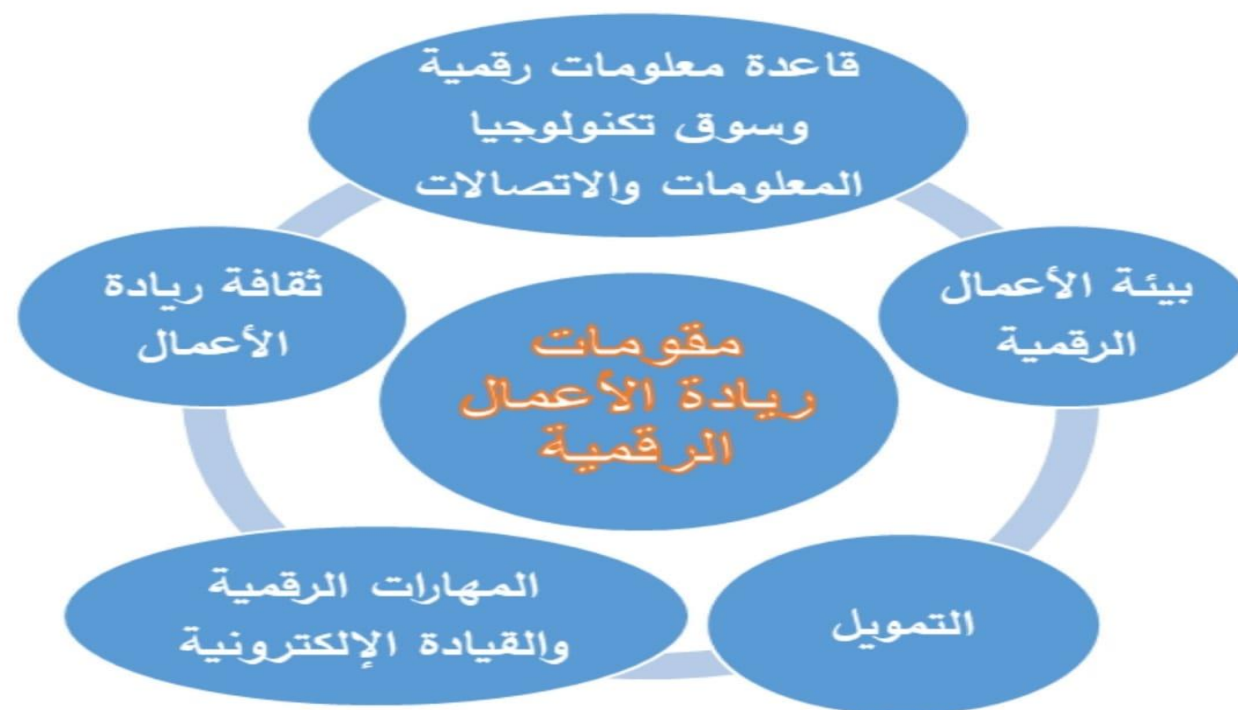 قاعدة معلومات رقمية
وسوق تكنولوجيا
المعلومات والاتصالات
بيئة الأعمال
الرقمية
ثقافة ريادة
الأعمال
مقومات
ريادة الأعمال
الرقمية
التمويل
المهارات الرقمية
والقيادة الإلكترونية